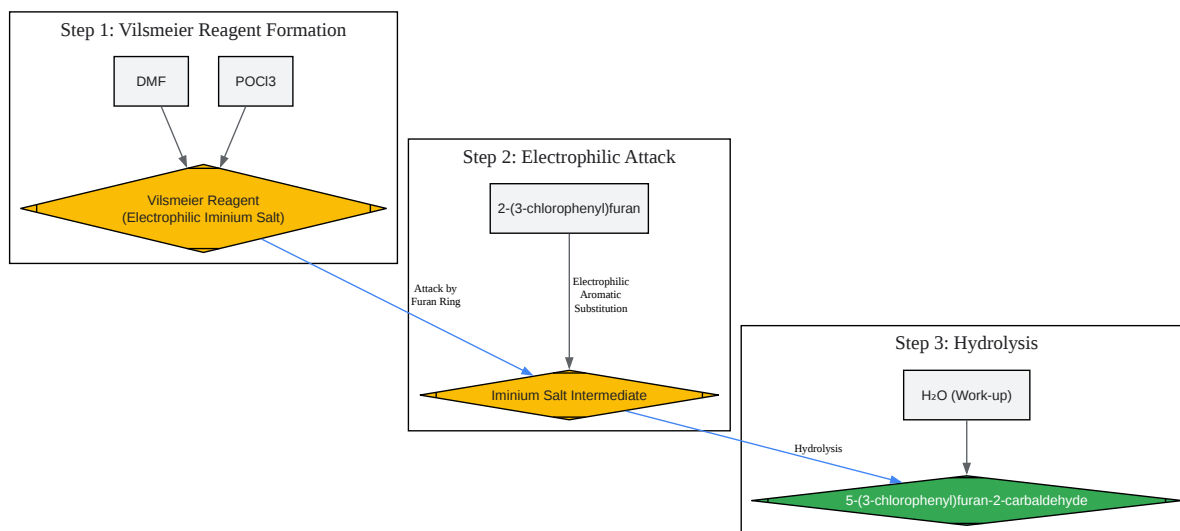 Step 1: Vilsmeier Reagent Formation
DMF
POCl3
Vilsmeier Reagent
(Electrophilic Iminium Salt)
Attack by
Furan Ring
Step 2: Electrophilic Attack
2-(3-chlorophenyl)furan
Electrophilic
Aromatic
Substitution
Iminium Salt Intermediate
Hydrolysis
Step 3: Hydrolysis
H₂O (Work-up)
5-(3-chlorophenyl)furan-2-carbaldehyde